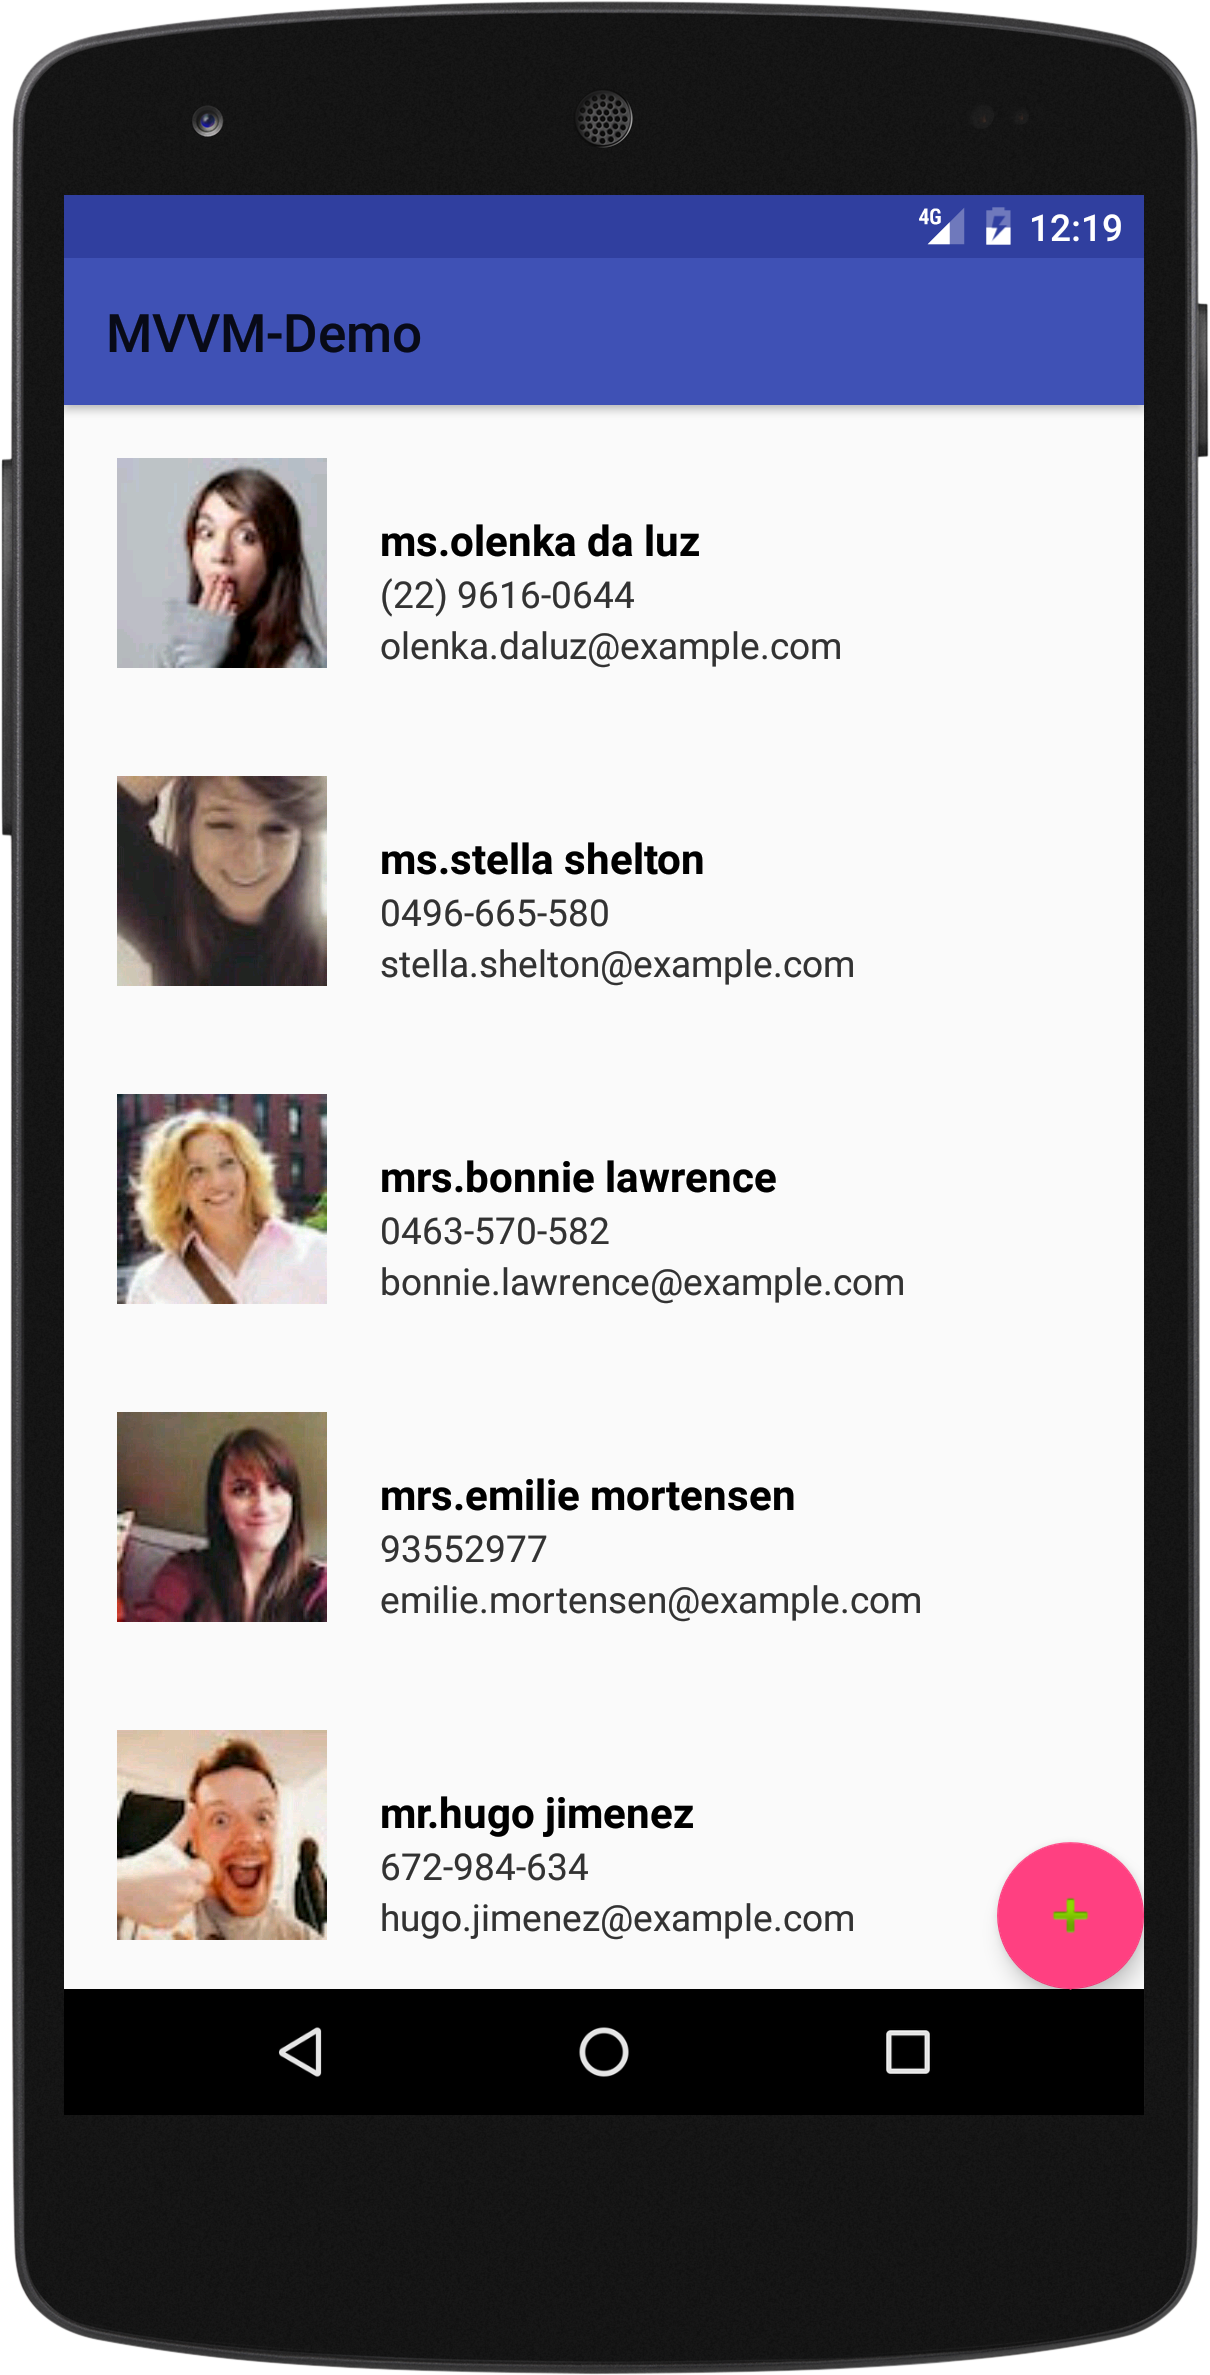 4G 12:19
MVVM-Demo
ms.olenka da luz
(22) 9616-0644
olenka.daluz@example.com
ms.stella shelton
0496-665-580
stella.shelton@example.com
mrs.bonnie lawrence
0463-570-582
bonnie.lawrence@example.com
mrs.emilie mortensen
93552977
emilie.mortensen@example.com
mr.hugo jimenez
672-984-634
hugo.jimenez@example.com